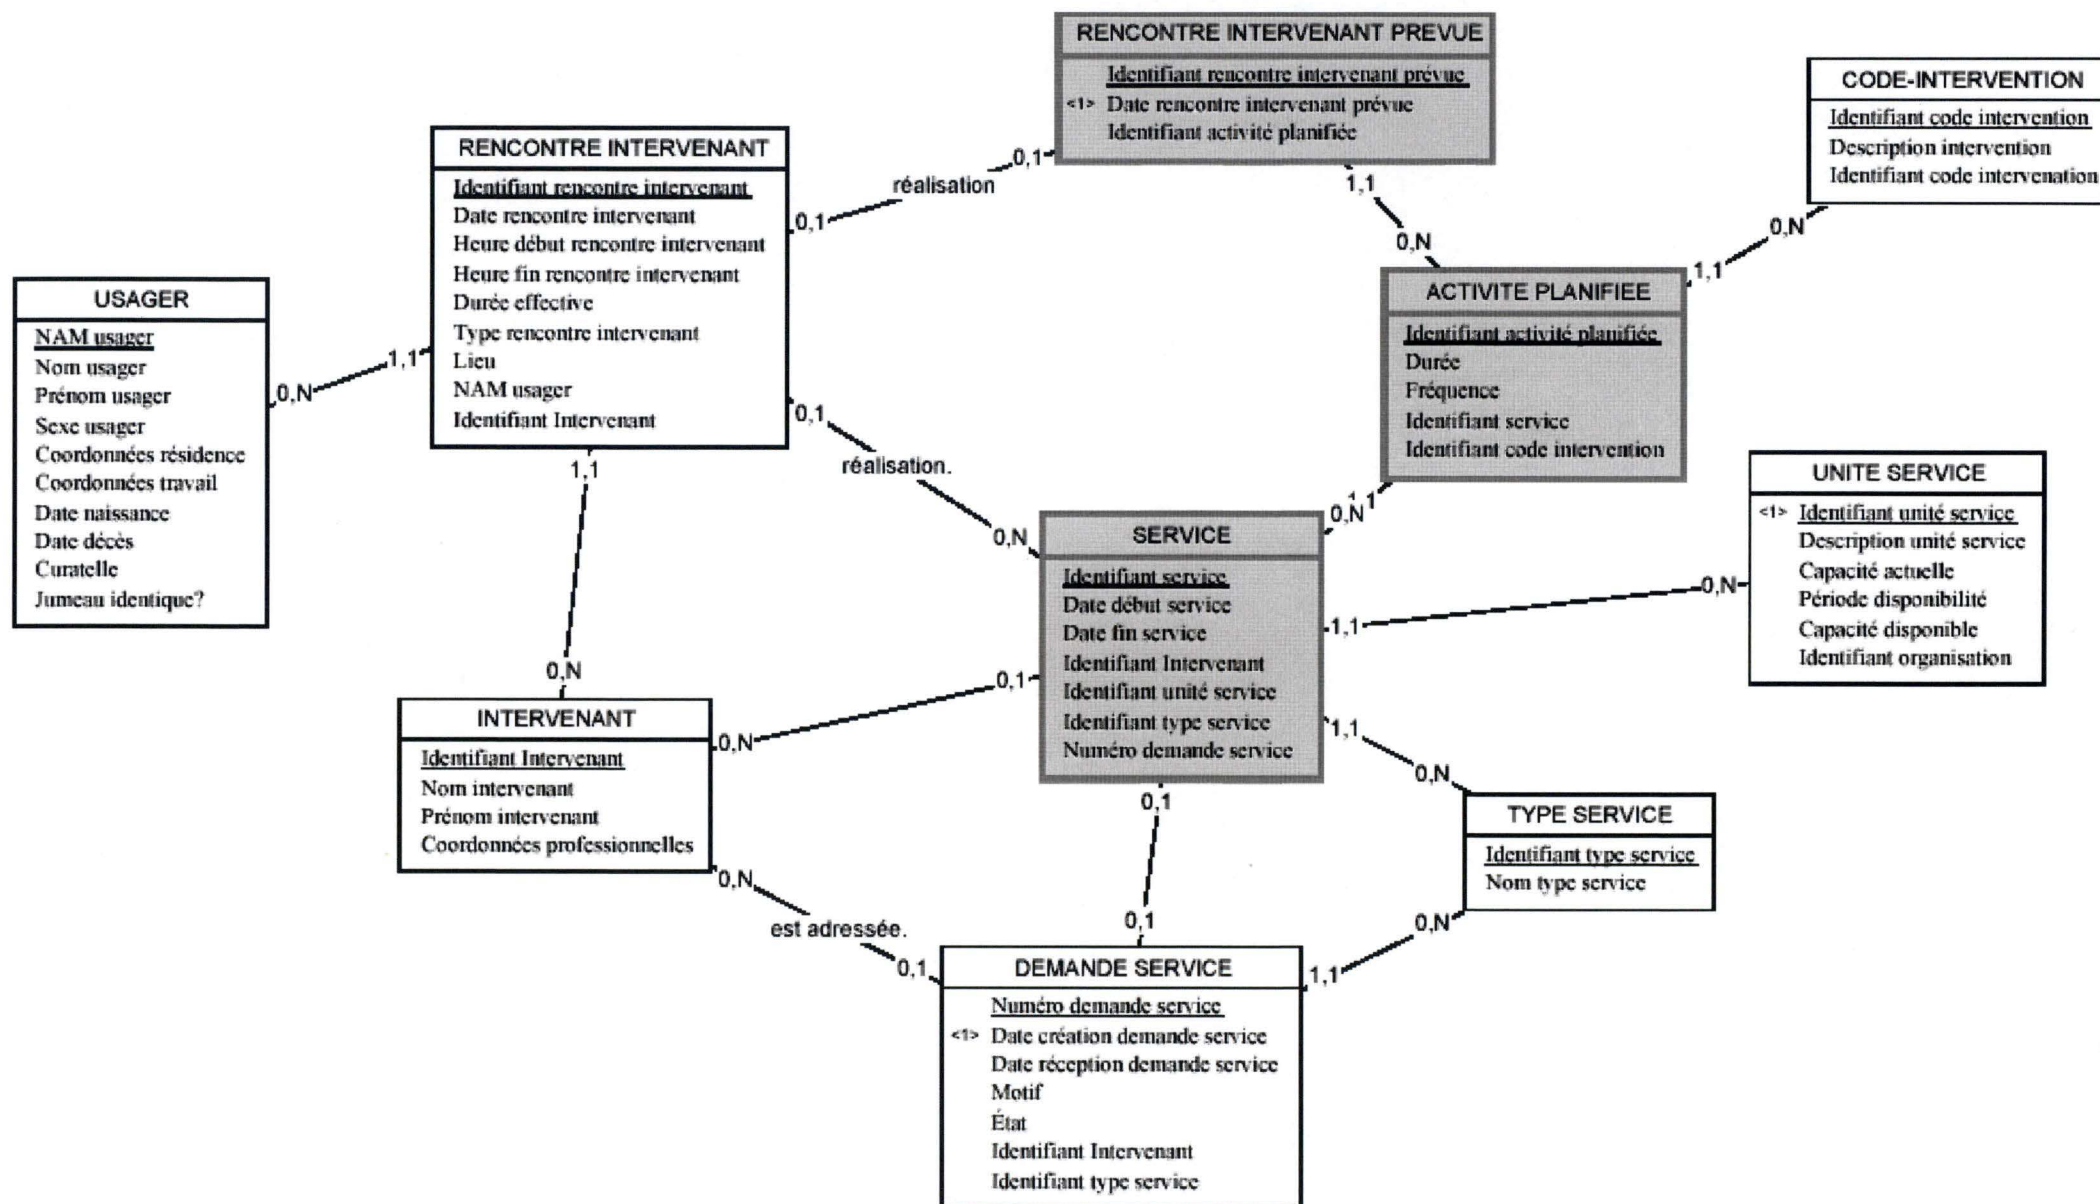 RENCONTRE INTERVENANT PREVUE
Identifiant rencontre intervenant prévue
<1> Date rencontre intervenant prévue
Identifiant activité planifiée
CODE-INTERVENTION
Identifiant code intervention
Description intervention
Identifiant code intervenation
RENCONTRE INTERVENANT
Identifiant rencontre intervenant
Date rencontre intervenant
Heure début rencontre intervenant
Heure fin rencontre intervenant
Durée effective
Type rencontre intervenant
Lieu
NAM usager
Identifiant Intervenant
0,1
réalisation
0,1
1,1
0,N
0,N
1,1
USAGER
NAM usager
Nom usager
Prénom usager
Sexe usager
Coordonnées résidence
Coordonnées travail
Date naissance
Date décès
Curatelle
Jumeau identique?
0,N
1,1
ACTIVITE PLANIFIEE
Identifiant activité planifiée
Durée
Fréquence
Identifiant service
Identifiant code intervention
0,1
réalisation.
0,N
1,1
0,N
0,N
1,1
UNITE SERVICE
<1> Identifiant unité service
Description unité service
Capacité actuelle
Période disponibilité
Capacité disponible
Identifiant organisation
SERVICE
Identifiant service
Date début service
Date fin service
Identifiant Intervenant
Identifiant unité service
Identifiant type service
Numéro demande service
0,N
1,1
0,1
0,N
1,1
0,N
INTERVENANT
Identifiant Intervenant
Nom intervenant
Prénom intervenant
Coordonnées professionnelles
TYPE SERVICE
Identifiant type service
Nom type service
0,1
0,1
0,N
est adressée.
0,1
0,N
1,1
DEMANDE SERVICE
Numéro demande service
<1> Date création demande service
Date réception demande service
Motif
État
Identifiant Intervenant
Identifiant type service